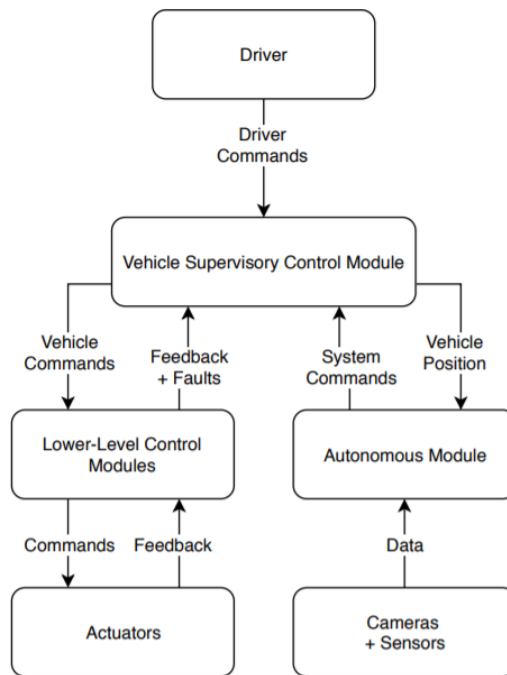 Driver
Driver
Commands
Vehicle Supervisory Control Module
Vehicle
Commands
Feedback
+ Faults
System
Commands
Vehicle
Position
Lower-Level Control
Modules
Autonomous Module
Commands
Feedback
Data
Actuators
Cameras
+ Sensors